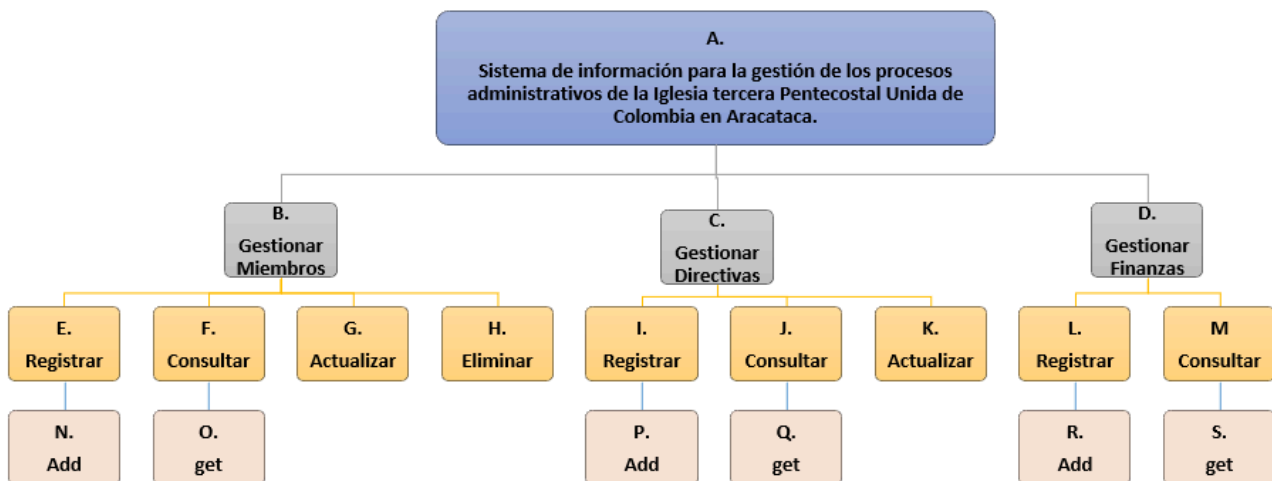 A.
Sistema de información para la gestión de los procesos
administrativos de la Iglesia tercera Pentecostal Unida de
Colombia en Aracataca.
B.
Gestionar
Miembros
C.
Gestionar
Directivas
D.
Gestionar
Finanzas
E.
Registrar
F.
Consultar
G.
Actualizar
H.
Eliminar
I.
Registrar
J.
Consultar
K.
Actualizar
L.
Registrar
M
Consultar
N.
Add
O.
get
P.
Add
Q.
get
R.
Add
S.
get